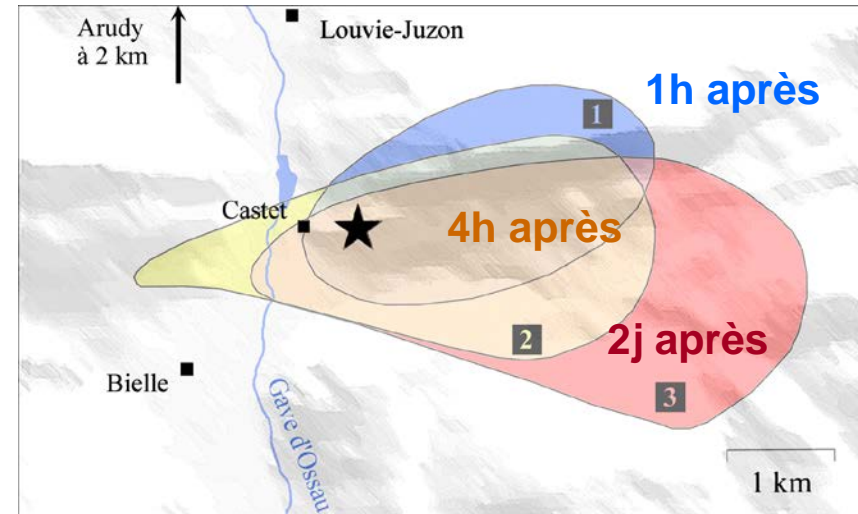 Arudy
à 2 km
Louvie-Juzon
1
1h après
Castet
4h après
2
2j après
Bielle
3
Gave d'Ossau
1 km